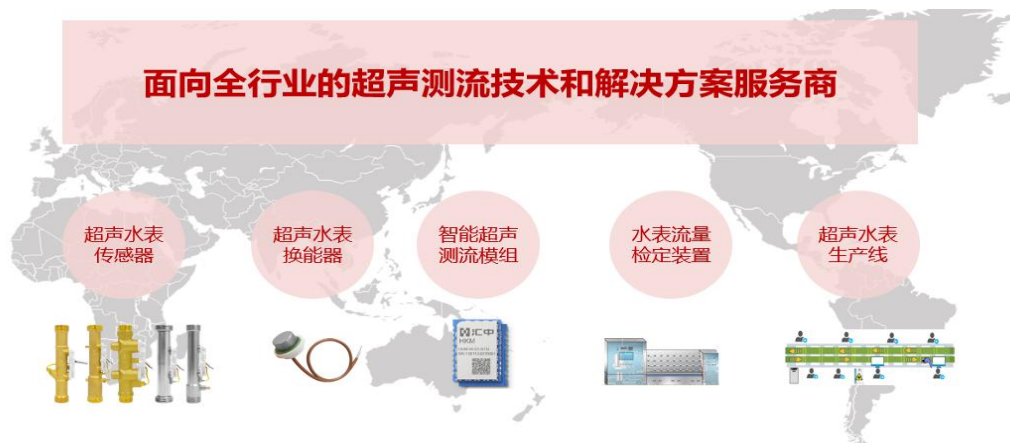 面向全行业的超声测流技术和解决方案服务商
超声水表
传感器
超声水表
换能器
智能超声
测流模组
水表流量
检定装置
超声水表
生产线
汇中